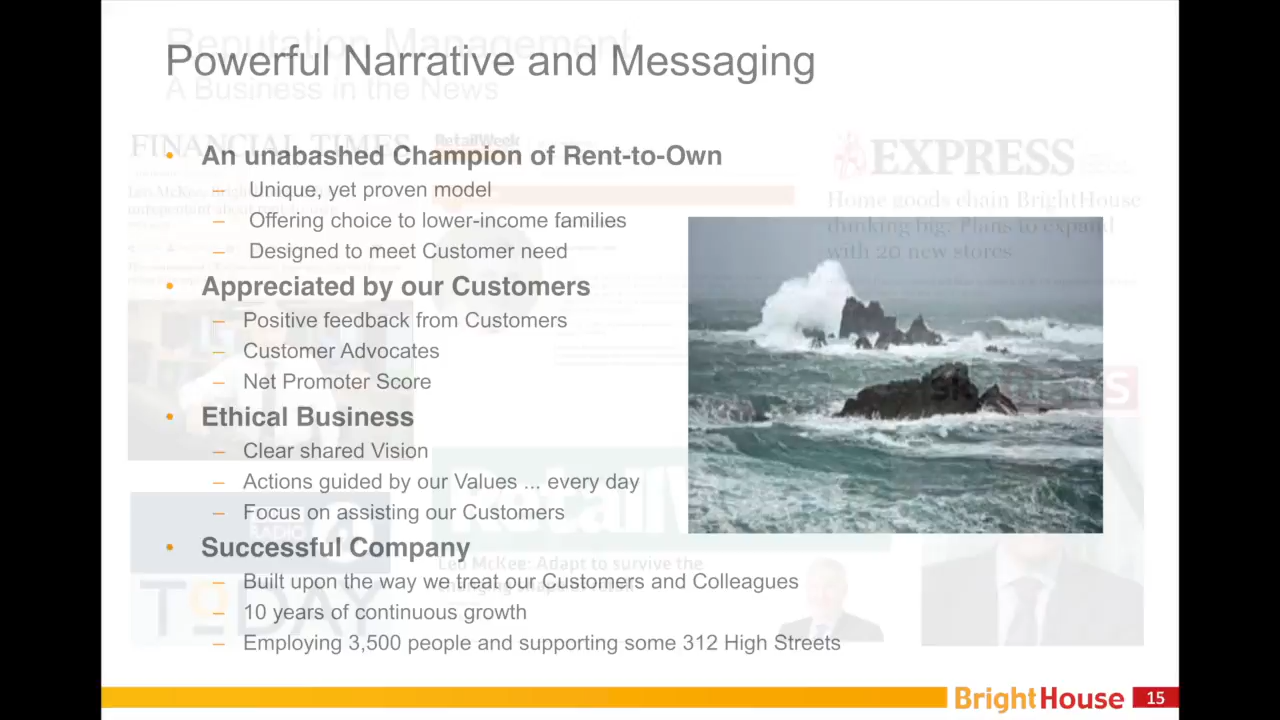 Reputation Management
Powerful Narrative and Messaging
A Business in the News
FINANCIAL TIMES
RetailWeek
EXPRESS
• An unabashed Champion of Rent-to-Own
– Unique, yet proven model
– Offering choice to lower-income families
– Designed to meet Customer need
Home goods chain BrightHouse
thinking big: Plans to expand
with 20 new stores
• Appreciated by our Customers
– Positive feedback from Customers
– Customer Advocates
– Net Promoter Score
• Ethical Business
– Clear shared Vision
– Actions guided by our Values ... every day
– Focus on assisting our Customers
RADIO 4
TODAY
Leo McKee: Adapt to survive the
• Successful Company
– Built upon the way we treat our Customers and Colleagues
– 10 years of continuous growth
– Employing 3,500 people and supporting some 312 High Streets
BrightHouse 15